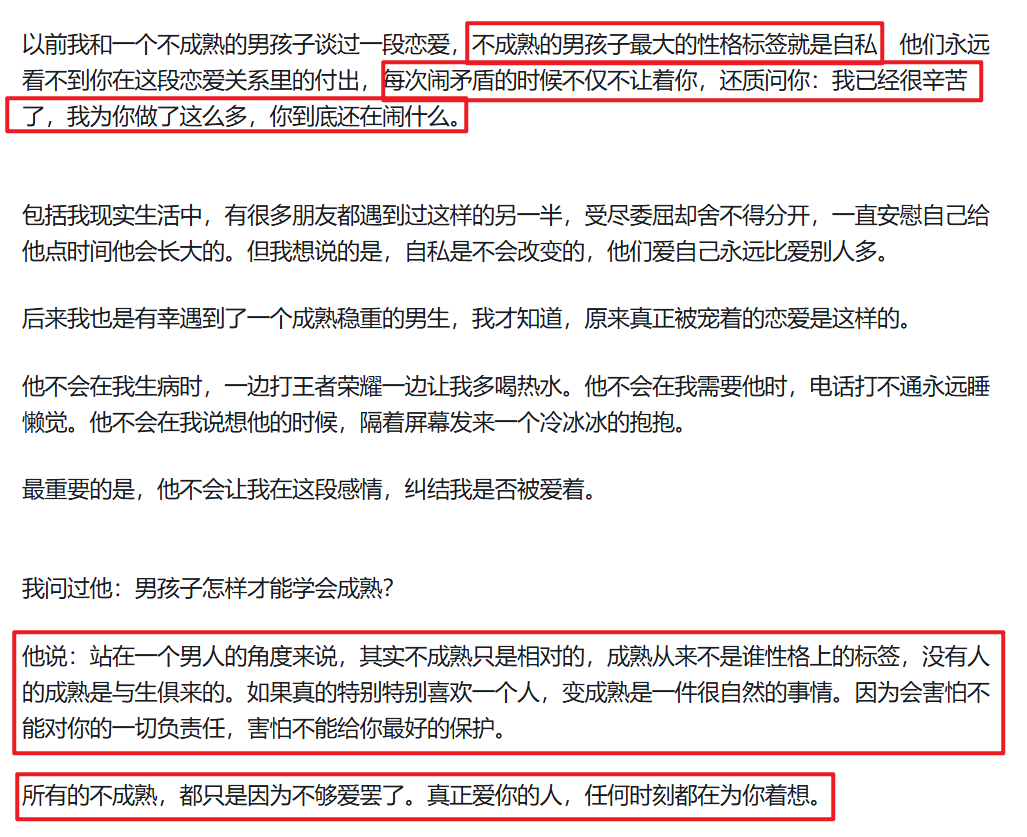 以前我和一个不成熟的男孩子谈过一段恋爱，不成熟的男孩子最大的性格标签就是自私 他们永远
看不到你在这段恋爱关系里的付出，每次闹矛盾的时候不仅不让着你，还质问你：我已经很辛苦
了，我为你做了这么多，你到底还在闹什么。
包括我现实生活中，有很多朋友都遇到过这样的另一半，受尽委屈却舍不得分开，一直安慰自己给
他点时间他会长大的。但我想说的是，自私是不会改变的，他们爱自己永远比爱别人多。
后来我也是有幸遇到了一个成熟稳重的男生，我才知道，原来真正被宠着的恋爱是这样的。
他不会在我生病时，一边打王者荣耀一边让我多喝热水。他不会在我需要他时，电话打不通永远睡
懒觉。他不会在我说想他的时候，隔着屏幕发来一个冷冰冰的抱抱。
最重要的是，他不会让我在这段感情，纠结我是否被爱着。
我问过他：男孩子怎样才能学会成熟？
他说：站在一个男人的角度来说，其实不成熟只是相对的，成熟从来不是谁性格上的标签，没有人
的成熟是与生俱来的。如果真的特别特别喜欢一个人，变成熟是一件很自然的事情。因为会害怕不
能对你的一切负责任，害怕不能给你最好的保护。
所有的不成熟，都只是因为不够爱罢了。真正爱你的人，任何时刻都在为你着想。